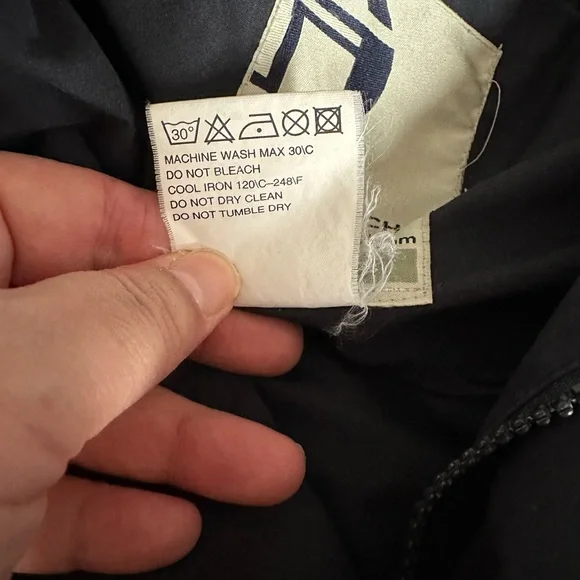 30°
MACHINE WASH MAX 30\C
DO NOT BLEACH
COOL IRON 120\C–248\F
DO NOT DRY CLEAN
DO NOT TUMBLE DRY